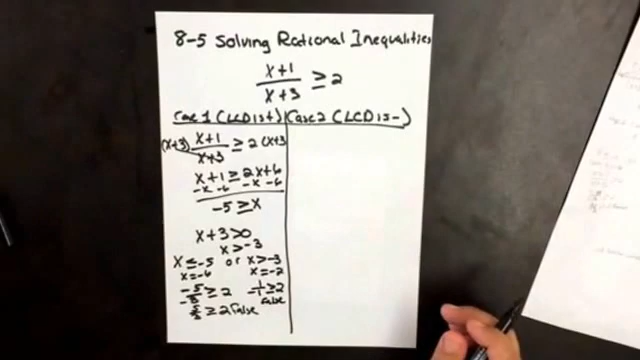 8-5 Solving Rational Inequalities
x+1 / x+3 ≥ 2
Case 1 (LCD is +) Case 2 (LCD is -)
(x+3) x+1 / x+3 ≥ 2 (x+3
x+1 ≥ 2x+6
-x -6 -x -6
-5 ≥ x
x+3>0
x>-3
x ≤ -5 or x>-3
x=-6 x=-2
≥ 2 ≥ 2
False
≥ 2 False